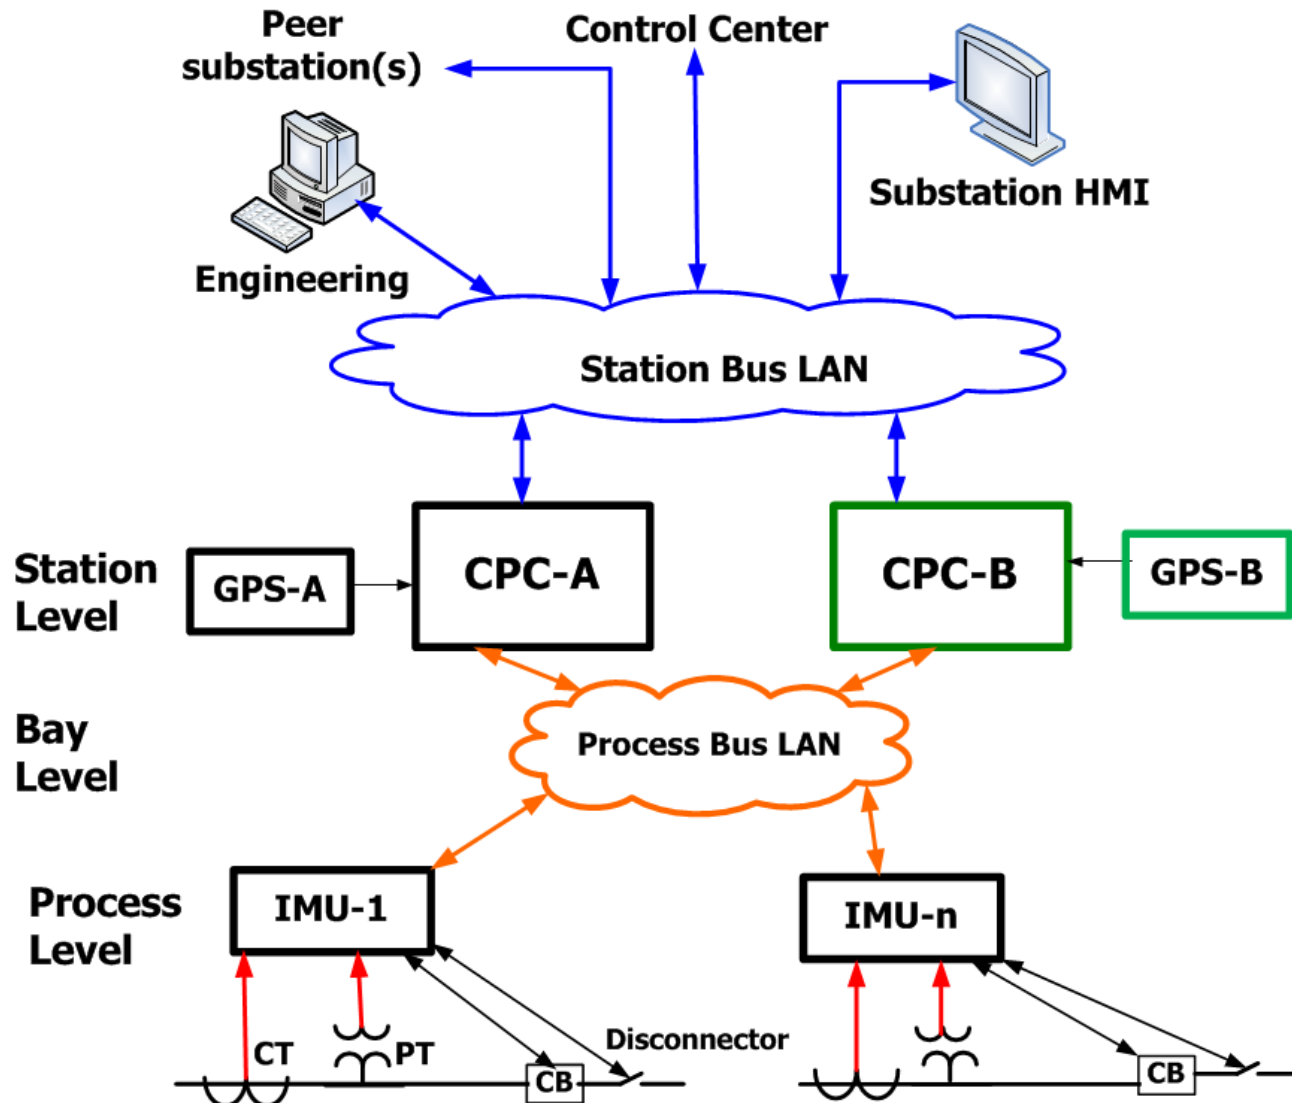 Peer
substation(s)
Control Center
Substation HMI
Engineering
Station Bus LAN
Station
Level
GPS-A
CPC-A
CPC-B
GPS-B
Bay
Level
Process Bus LAN
Process
Level
IMU-1
IMU-n
CT
PT
Disconnector
CB
CB